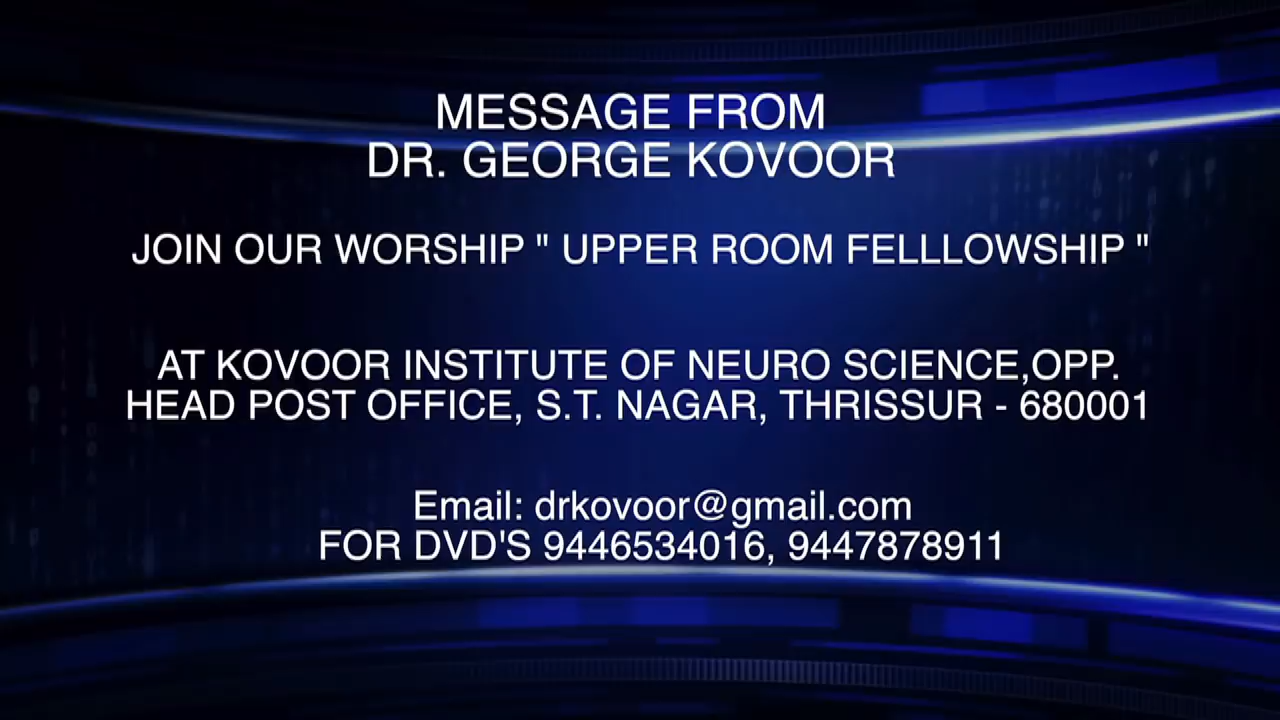 MESSAGE FROM
DR. GEORGE KOVOOR
JOIN OUR WORSHIP " UPPER ROOM FELLLOWSHIP "
AT KOVOOR INSTITUTE OF NEURO SCIENCE,OPP.
HEAD POST OFFICE, S.T. NAGAR, THRISSUR - 680001
Email: drkovoor@gmail.com
FOR DVD'S 9446534016, 9447878911